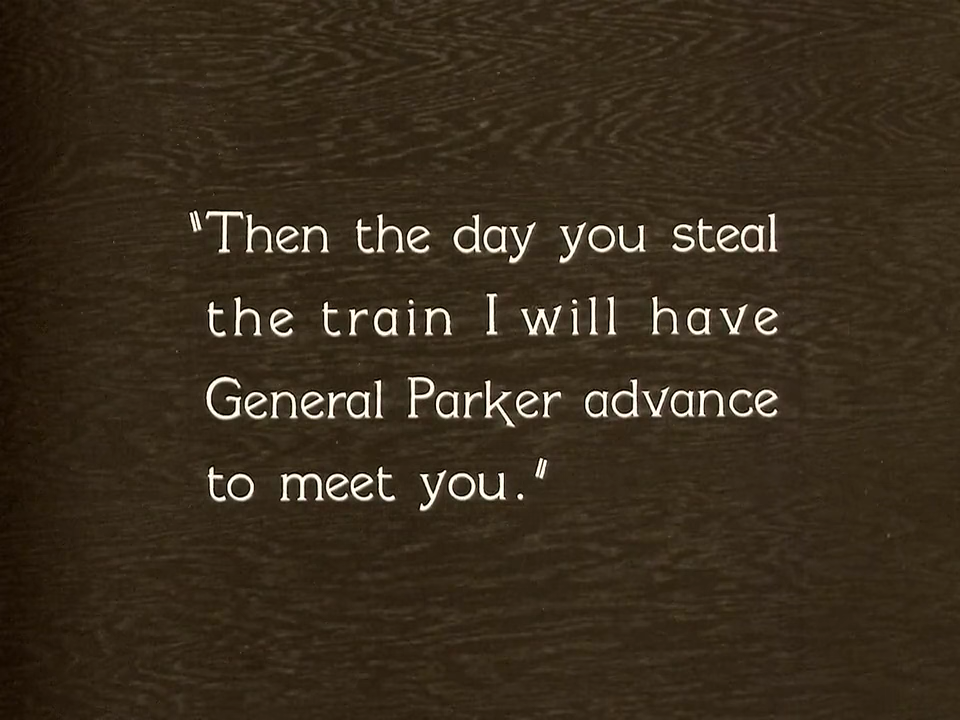 "Then the day you steal
the train I will have
General Parker advance
to meet you."